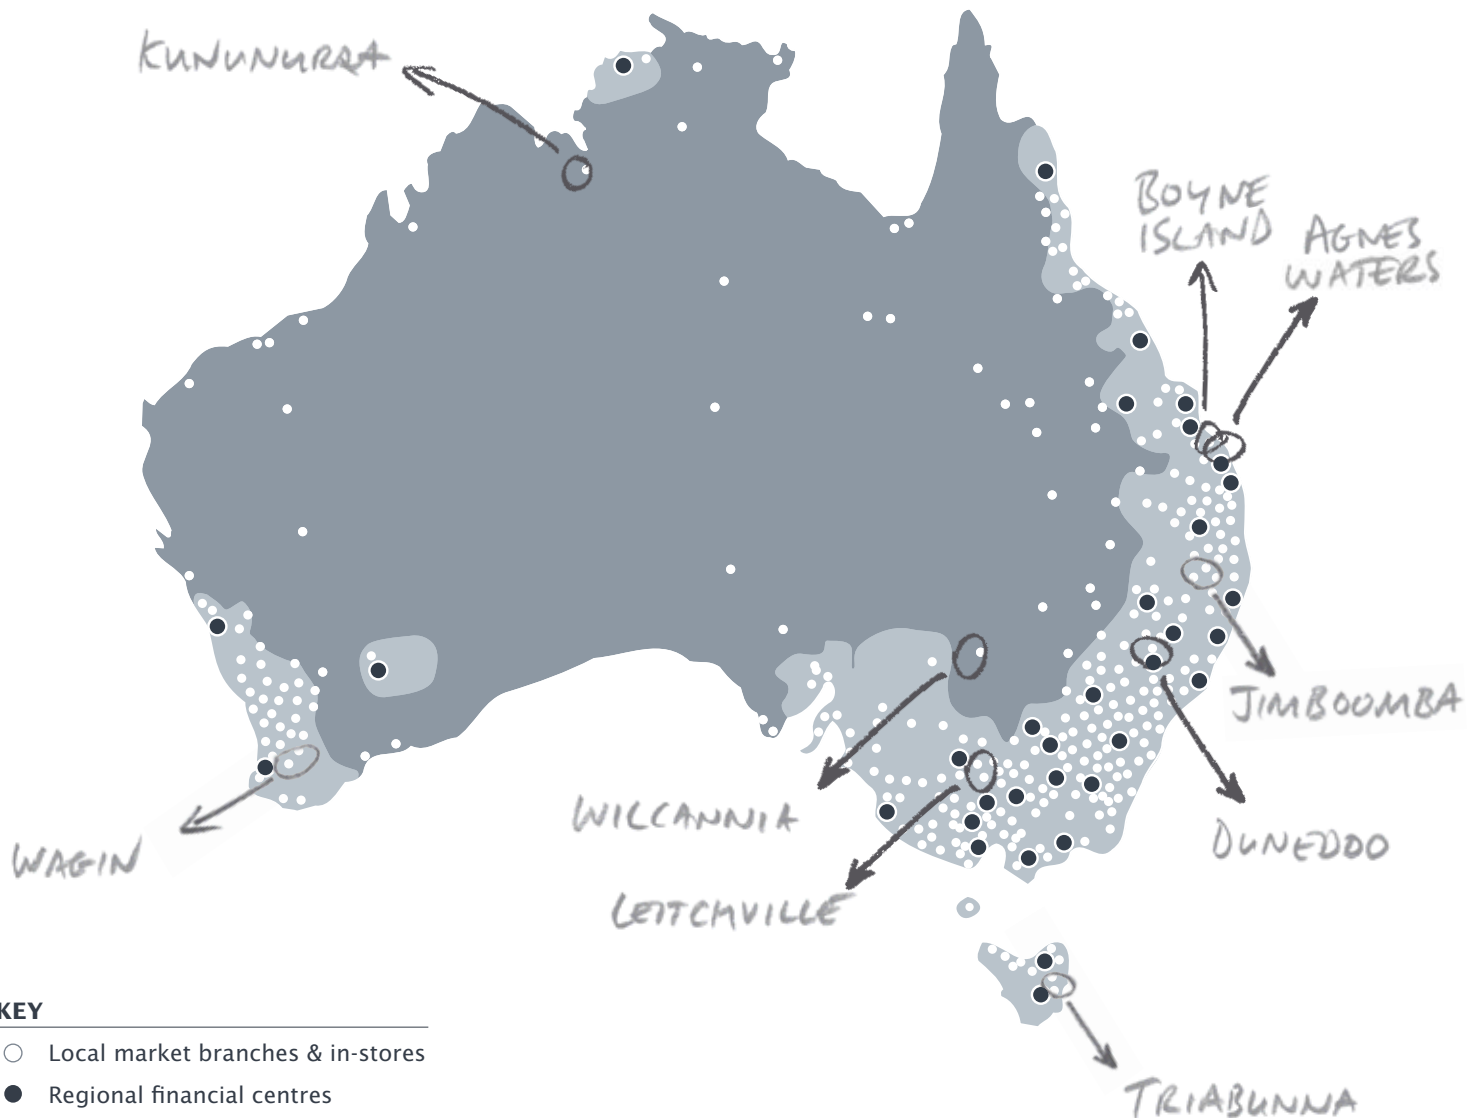 KUNUNURRA
BOYNE
ISLAND
AGNES
WATERS
JIMBOOMBA
WILCANNIA
DUNEDOO
WAGIN
LEITCHVILLE
KEY
Local market branches & in-stores
Regional financial centres
TRIABUNNA